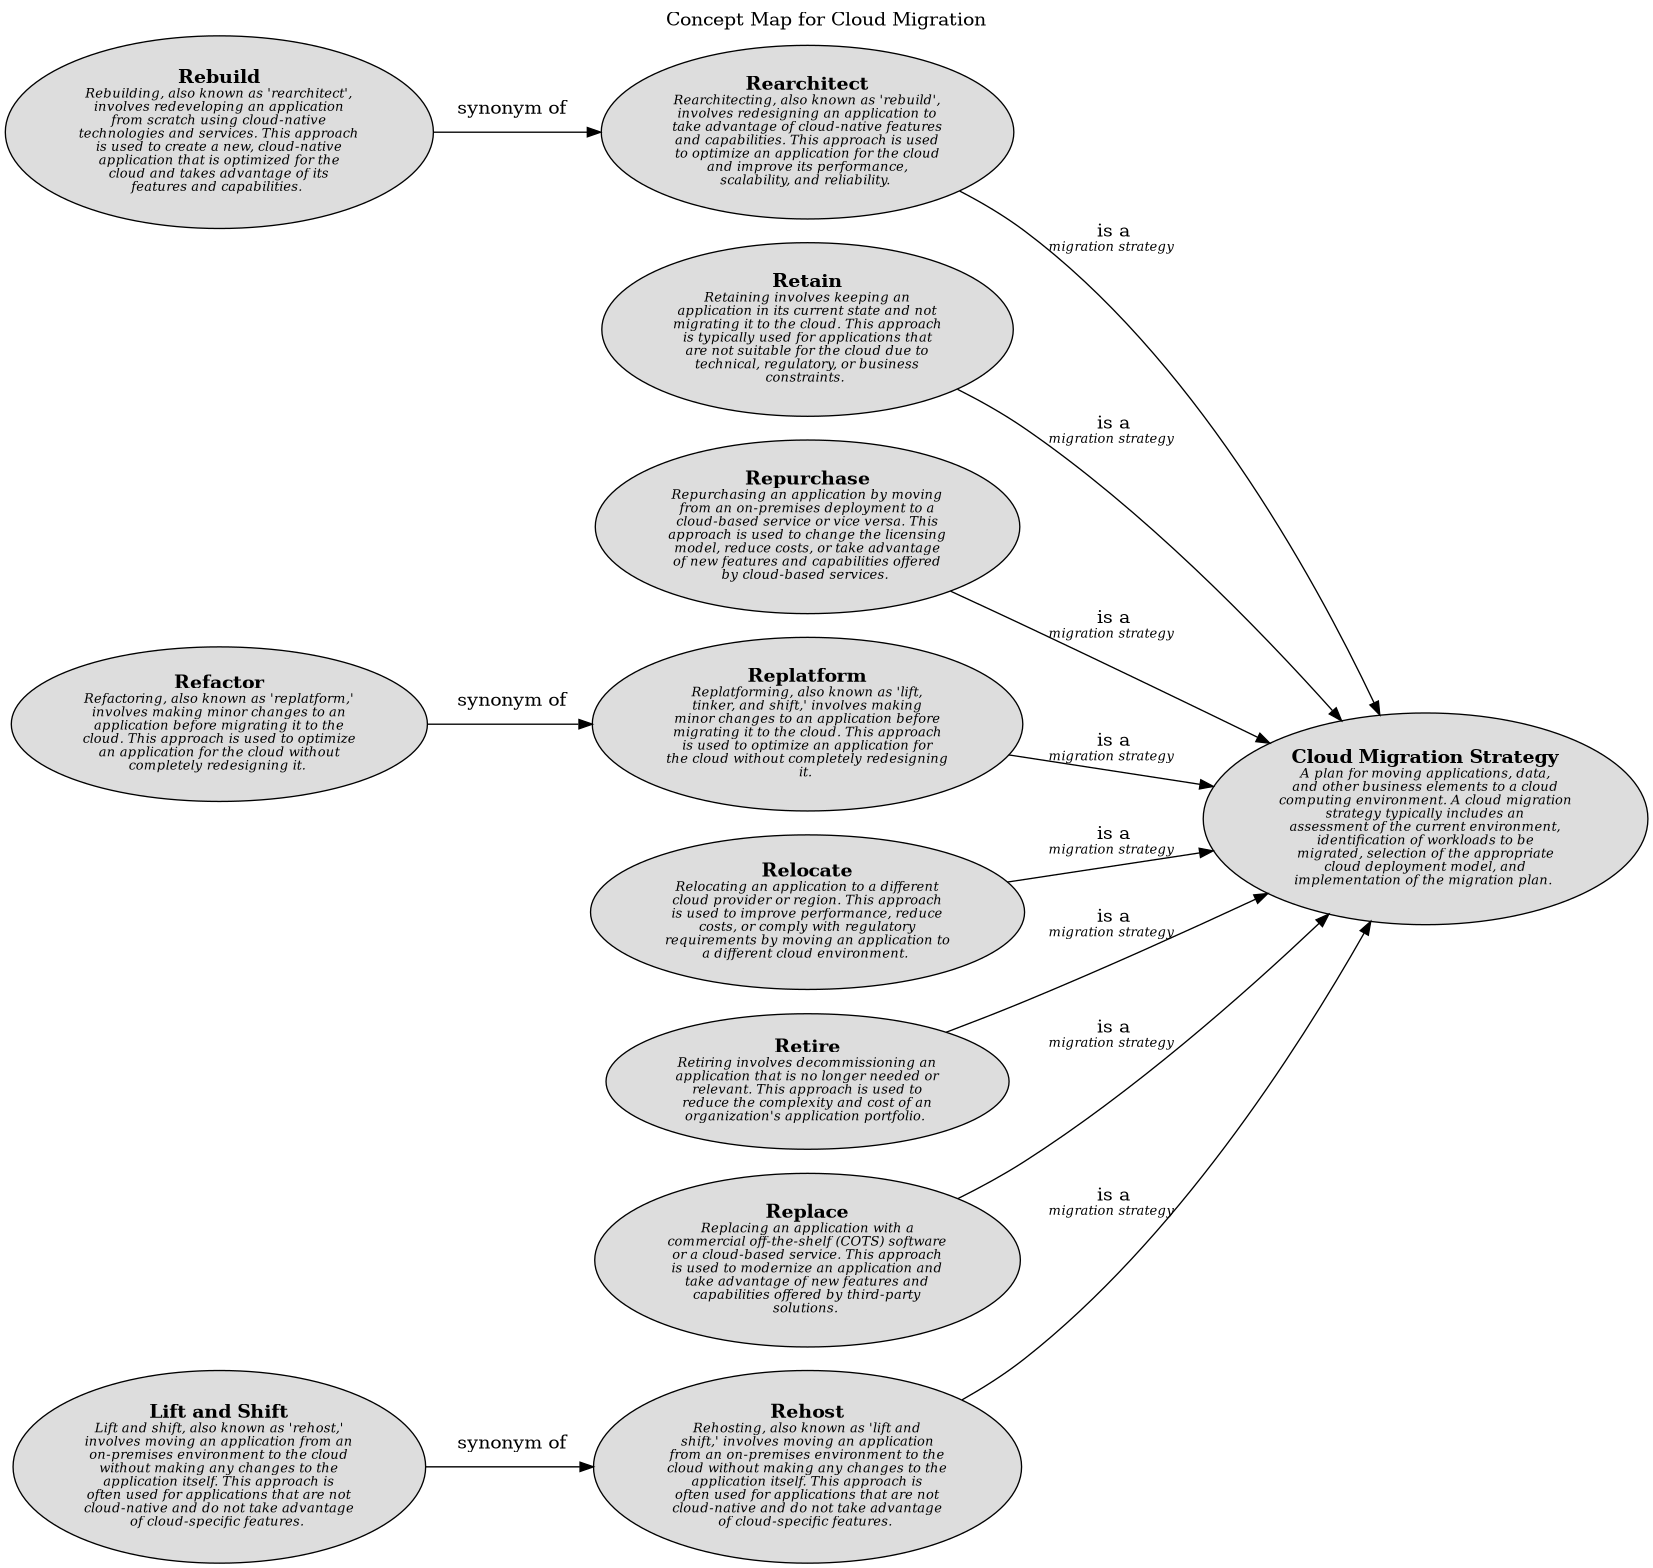 Concept Map for Cloud Migration
Rebuild
Rebuilding, also known as 'rearchitect',
involves redeveloping an application
from scratch using cloud-native
technologies and services. This approach
is used to create a new, cloud-native
application that is optimized for the
cloud and takes advantage of its
features and capabilities.
synonym of
Rearchitect
Rearchitecting, also known as 'rebuild',
involves redesigning an application to
take advantage of cloud-native features
and capabilities. This approach is used
to optimize an application for the cloud
and improve its performance,
scalability, and reliability.
is a
migration strategy
Retain
Retaining involves keeping an
application in its current state and not
migrating it to the cloud. This approach
is typically used for applications that
are not suitable for the cloud due to
technical, regulatory, or business
constraints.
is a
migration strategy
Repurchase
Repurchasing an application by moving
from an on-premises deployment to a
cloud-based service or vice versa. This
approach is used to change the licensing
model, reduce costs, or take advantage
of new features and capabilities offered
by cloud-based services.
is a
migration strategy
Refactor
Refactoring, also known as 'replatform,'
involves making minor changes to an
application before migrating it to the
cloud. This approach is used to optimize
an application for the cloud without
completely redesigning it.
synonym of
Replatform
Replatforming, also known as 'lift,
tinker, and shift,' involves making
minor changes to an application before
migrating it to the cloud. This approach
is used to optimize an application for
the cloud without completely redesigning
it.
is a
migration strategy
Cloud Migration Strategy
A plan for moving applications, data,
and other business elements to a cloud
computing environment. A cloud migration
strategy typically includes an
assessment of the current environment,
identification of workloads to be
migrated, selection of the appropriate
cloud deployment model, and
implementation of the migration plan.
Relocate
Relocating an application to a different
cloud provider or region. This approach
is used to improve performance, reduce
costs, or comply with regulatory
requirements by moving an application to
a different cloud environment.
is a
migration strategy
Retire
Retiring involves decommissioning an
application that is no longer needed or
relevant. This approach is used to
reduce the complexity and cost of an
organization's application portfolio.
is a
migration strategy
Replace
Replacing an application with a
commercial off-the-shelf (COTS) software
or a cloud-based service. This approach
is used to modernize an application and
take advantage of new features and
capabilities offered by third-party
solutions.
is a
migration strategy
Lift and Shift
Lift and shift, also known as 'rehost,'
involves moving an application from an
on-premises environment to the cloud
without making any changes to the
application itself. This approach is
often used for applications that are not
cloud-native and do not take advantage
of cloud-specific features.
synonym of
Rehost
Rehosting, also known as 'lift and
shift,' involves moving an application
from an on-premises environment to the
cloud without making any changes to the
application itself. This approach is
often used for applications that are not
cloud-native and do not take advantage
of cloud-specific features.
is a
migration strategy